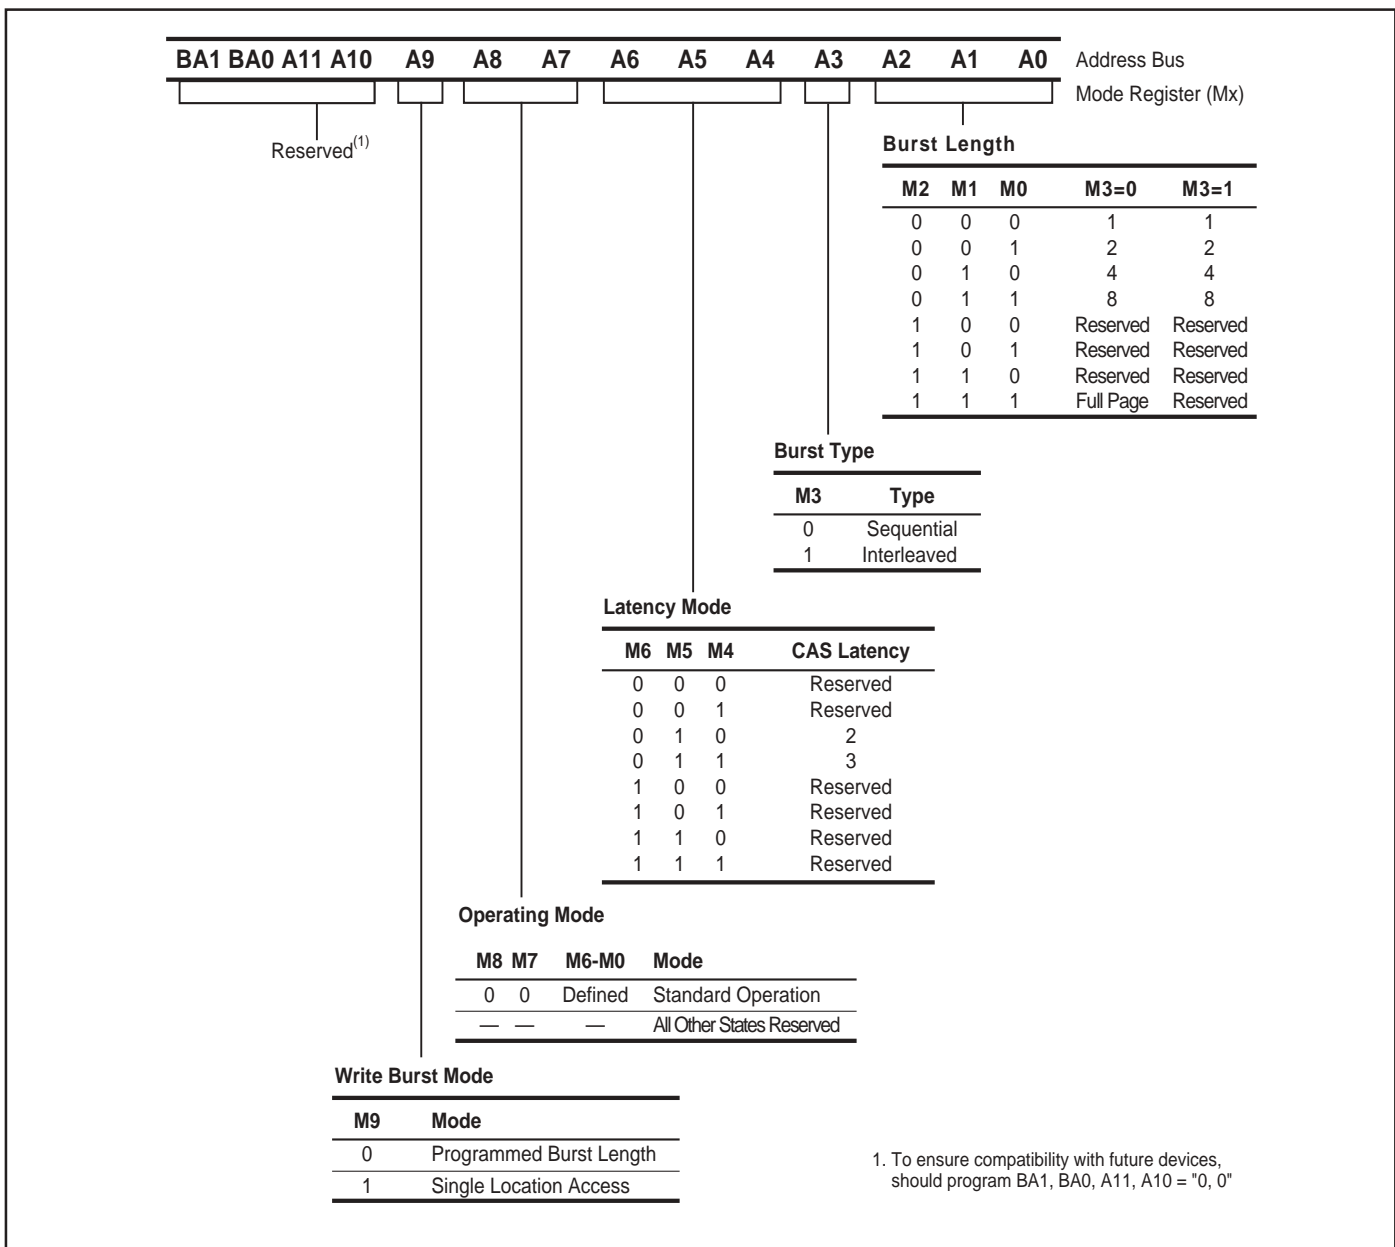 BA1 BA0 A11 A10 A9 A8 A7 A6 A5 A4 A3 A2 A1 A0 Address Bus
Mode Register (Mx)
Reserved(1)
Burst Length
M2 M1 M0 M3=0 M3=1
0 0 0 1 1
0 0 1 2 2
0 1 0 4 4
0 1 1 8 8
1 0 0 Reserved Reserved
1 0 1 Reserved Reserved
1 1 0 Reserved Reserved
1 1 1 Full Page Reserved
Burst Type
M3 Type
0 Sequential
1 Interleaved
Latency Mode
M6 M5 M4 CAS Latency
0 0 0 Reserved
0 0 1 Reserved
0 1 0 2
0 1 1 3
1 0 0 Reserved
1 0 1 Reserved
1 1 0 Reserved
1 1 1 Reserved
Operating Mode
M8 M7 M6-M0 Mode
0 0 Defined Standard Operation
— — — All Other States Reserved
Write Burst Mode
M9 Mode
0 Programmed Burst Length
1 Single Location Access
1. To ensure compatibility with future devices,
should program BA1, BA0, A11, A10 = "0, 0"